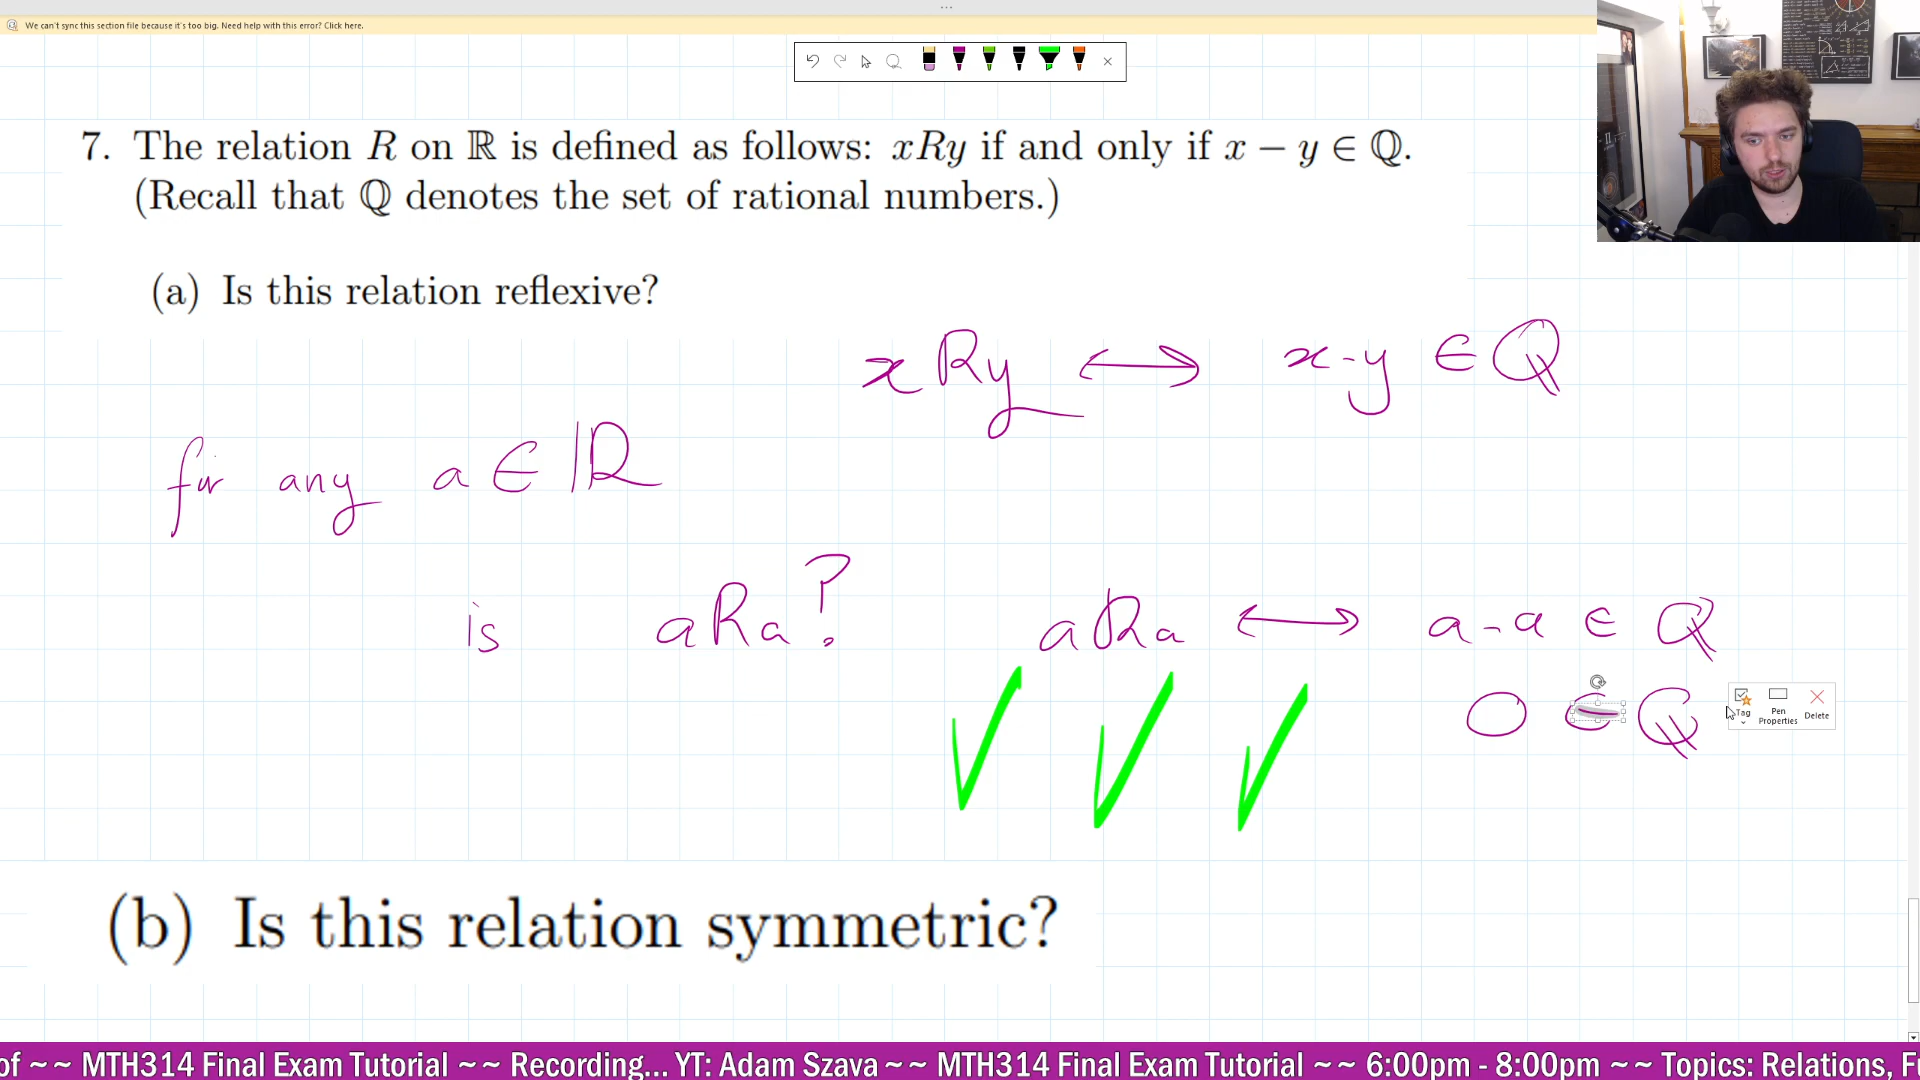 We can't sync this section file because it's too big. Need help with this error? Click here.
7. The relation R on ℝ is defined as follows: xRy if and only if x − y ∈ ℚ.
(Recall that ℚ denotes the set of rational numbers.)
(a) Is this relation reflexive?
x R y ⟷ x - y ∈ ℚ
for any a ∈ ℝ
is aRa? aRa ⟷ a - a ∈ ℚ
0 ∈ ℚ
Tag
Pen Properties
Delete
(b) Is this relation symmetric?
of ~~ MTH314 Final Exam Tutorial ~~ Recording... YT: Adam Szava ~~ MTH314 Final Exam Tutorial ~~ 6:00pm - 8:00pm ~~ Topics: Relations, Fu